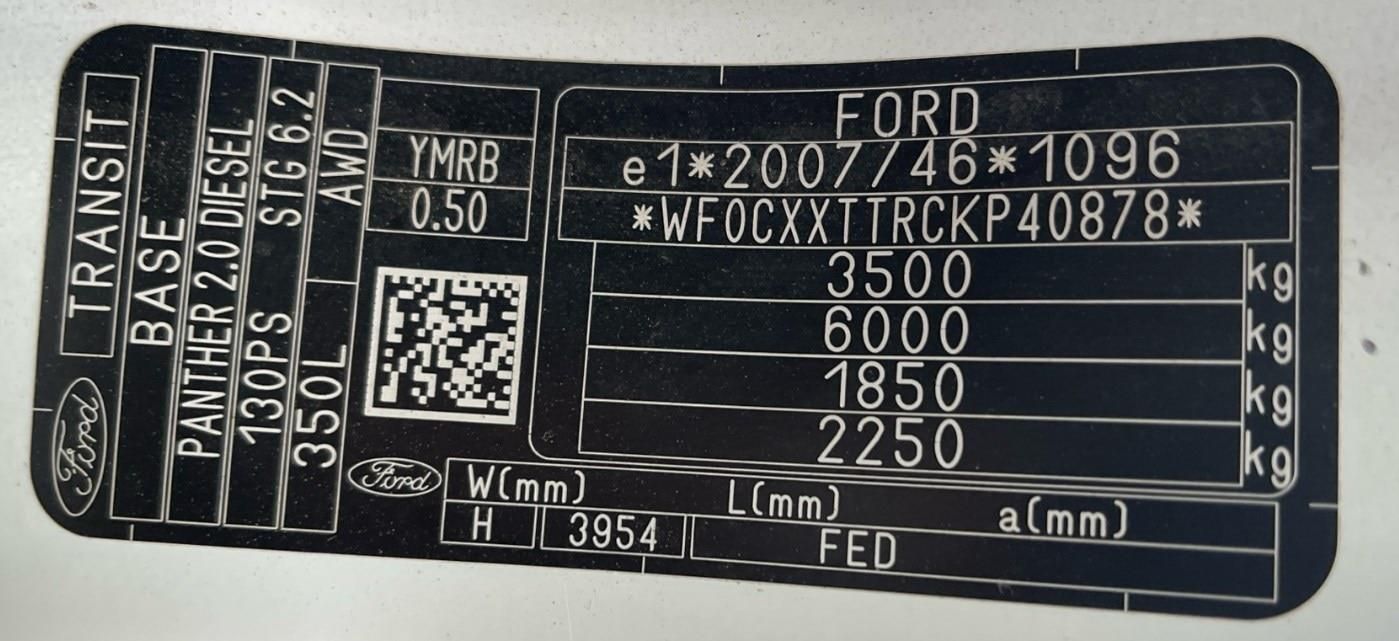 TRANSIT
BASE
PANTHER 2.0 DIESEL
130PS STG 6.2
350L AWD
YMRB
0.50
FORD
e1*2007/46*1096
*WF0CXXTTRCKP40878*
3500 kg
6000 kg
1850 kg
2250 kg
Ford
Ford
W(mm) L(mm) a(mm)
H 3954 FED